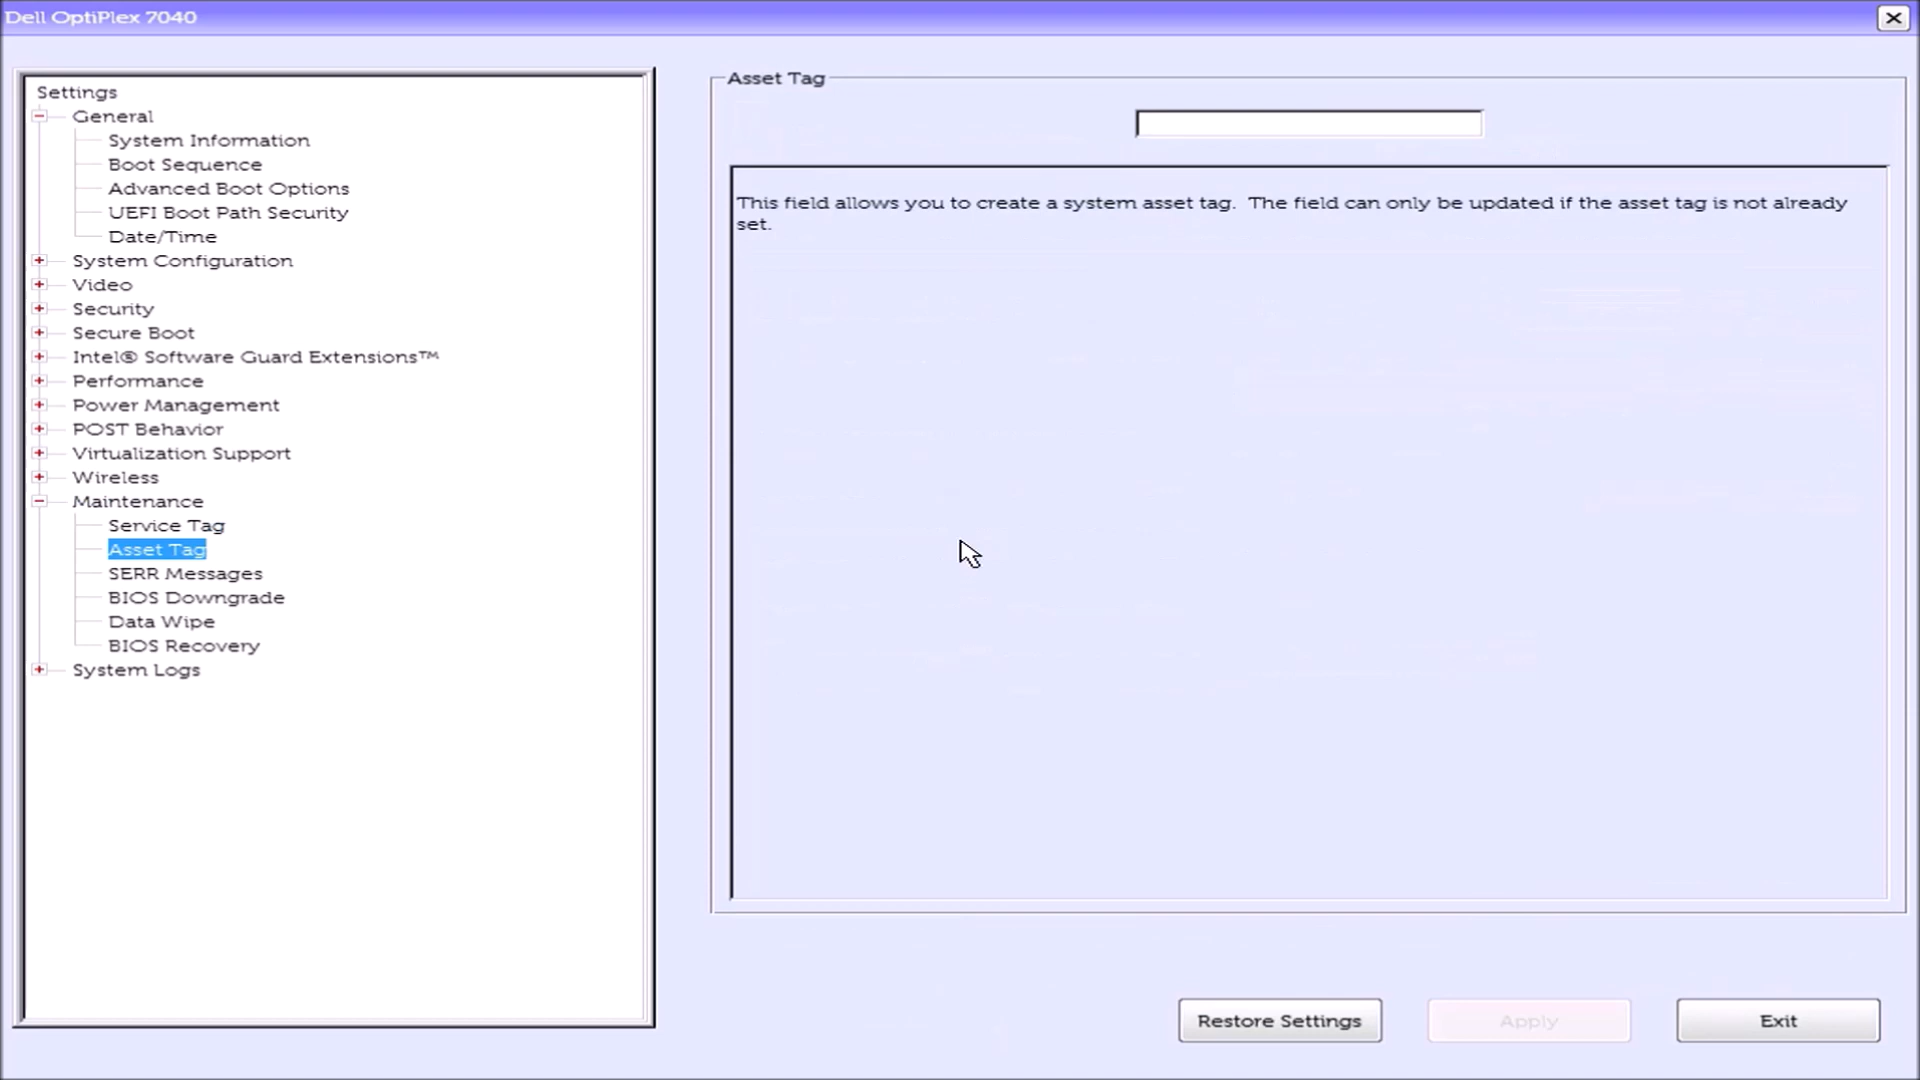 Dell OptiPlex 7040
Settings
General
System Information
Boot Sequence
Advanced Boot Options
UEFI Boot Path Security
Date/Time
System Configuration
Video
Security
Secure Boot
Intel® Software Guard Extensions™
Performance
Power Management
POST Behavior
Virtualization Support
Wireless
Maintenance
Service Tag
Asset Tag
SERR Messages
BIOS Downgrade
Data Wipe
BIOS Recovery
System Logs
Asset Tag
This field allows you to create a system asset tag.  The field can only be updated if the asset tag is not already
set.
Restore Settings
Apply
Exit